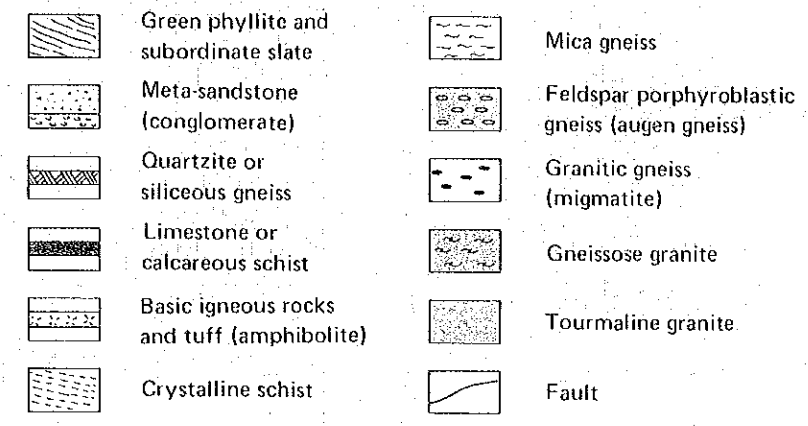 Green phyllite and
subordinate slate
Meta-sandstone
(conglomerate)
Quartzite or
siliceous gneiss
Limestone or
calcareous schist
Basic igneous rocks
and tuff (amphibolite)
Crystalline schist
Mica gneiss
Feldspar porphyroblastic
gneiss (augen gneiss)
Granitic gneiss
(migmatite)
Gneissose granite
Tourmaline granite
Fault